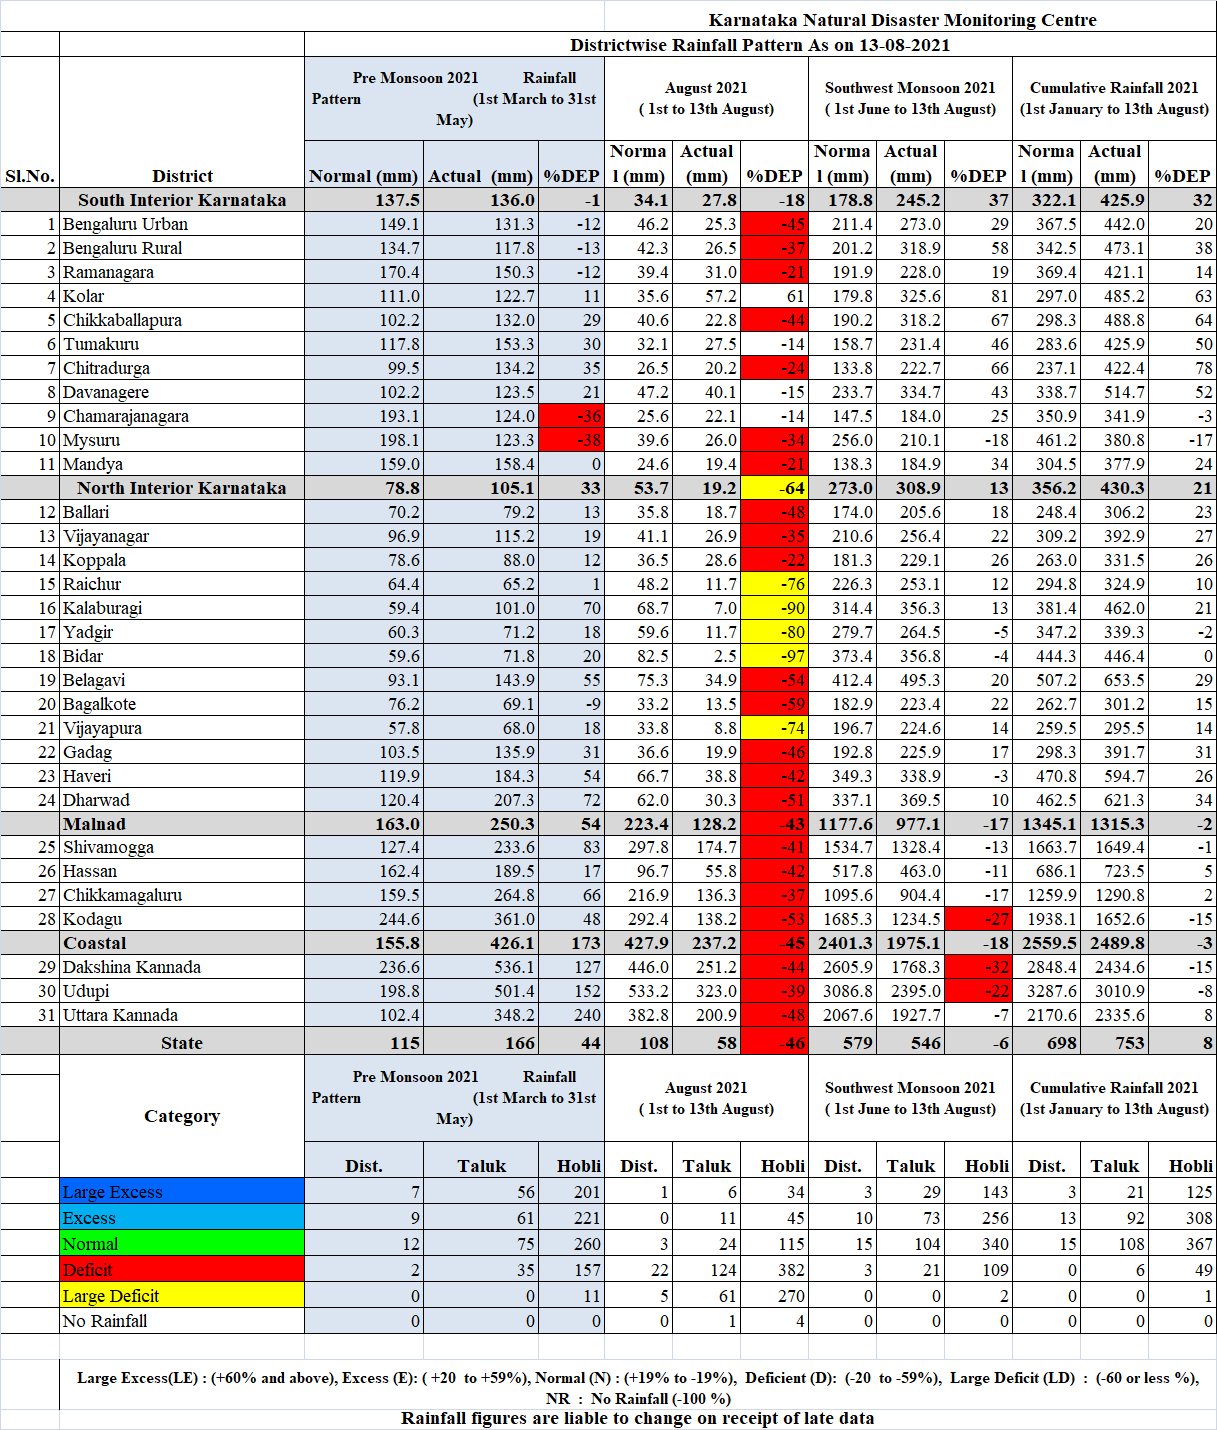 Karnataka Natural Disaster Monitoring Centre
Districtwise Rainfall Pattern As on 13-08-2021
Pre Monsoon 2021 Rainfall
Pattern (1st March to 31st
May)
August 2021
( 1st to 13th August)
Southwest Monsoon 2021
( 1st June to 13th August)
Cumulative Rainfall 2021
(1st January to 13th August)
Sl.No. District Normal (mm) Actual (mm) %DEP Norma l (mm) Actual (mm) %DEP Norma l (mm) Actual (mm) %DEP Norma l (mm) Actual (mm) %DEP
South Interior Karnataka 137.5 136.0 -1 34.1 27.8 -18 178.8 245.2 37 322.1 425.9 32
1 Bengaluru Urban 149.1 131.3 -12 46.2 25.3 -45 211.4 273.0 29 367.5 442.0 20
2 Bengaluru Rural 134.7 117.8 -13 42.3 26.5 -37 201.2 318.9 58 342.5 473.1 38
3 Ramanagara 170.4 150.3 -12 39.4 31.0 -21 191.9 228.0 19 369.4 421.1 14
4 Kolar 111.0 122.7 11 35.6 57.2 61 179.8 325.6 81 297.0 485.2 63
5 Chikkaballapura 102.2 132.0 29 40.6 22.8 -44 190.2 318.2 67 298.3 488.8 64
6 Tumakuru 117.8 153.3 30 32.1 27.5 -14 158.7 231.4 46 283.6 425.9 50
7 Chitradurga 99.5 134.2 35 26.5 20.2 -24 133.8 222.7 66 237.1 422.4 78
8 Davanagere 102.2 123.5 21 47.2 40.1 -15 233.7 334.7 43 338.7 514.7 52
9 Chamarajanagara 193.1 124.0 -36 25.6 22.1 -14 147.5 184.0 25 350.9 341.9 -3
10 Mysuru 198.1 123.3 -38 39.6 26.0 -34 256.0 210.1 -18 461.2 380.8 -17
11 Mandya 159.0 158.4 0 24.6 19.4 -21 138.3 184.9 34 304.5 377.9 24
North Interior Karnataka 78.8 105.1 33 53.7 19.2 -64 273.0 308.9 13 356.2 430.3 21
12 Ballari 70.2 79.2 13 35.8 18.7 -48 174.0 205.6 18 248.4 306.2 23
13 Vijayanagar 96.9 115.2 19 41.1 26.9 -35 210.6 256.4 22 309.2 392.9 27
14 Koppala 78.6 88.0 12 36.5 28.6 -22 181.3 229.1 26 263.0 331.5 26
15 Raichur 64.4 65.2 1 48.2 11.7 -76 226.3 253.1 12 294.8 324.9 10
16 Kalaburagi 59.4 101.0 70 68.7 7.0 -90 314.4 356.3 13 381.4 462.0 21
17 Yadgir 60.3 71.2 18 59.6 11.7 -80 279.7 264.5 -5 347.2 339.3 -2
18 Bidar 59.6 71.8 20 82.5 2.5 -97 373.4 356.8 -4 444.3 446.4 0
19 Belagavi 93.1 143.9 55 75.3 34.9 -54 412.4 495.3 20 507.2 653.5 29
20 Bagalkote 76.2 69.1 -9 33.2 13.5 -59 182.9 223.4 22 262.7 301.2 15
21 Vijayapura 57.8 68.0 18 33.8 8.8 -74 196.7 224.6 14 259.5 295.5 14
22 Gadag 103.5 135.9 31 36.6 19.9 -46 192.8 225.9 17 298.3 391.7 31
23 Haveri 119.9 184.3 54 66.7 38.8 -42 349.3 338.9 -3 470.8 594.7 26
24 Dharwad 120.4 207.3 72 62.0 30.3 -51 337.1 369.5 10 462.5 621.3 34
Malnad 163.0 250.3 54 223.4 128.2 -43 1177.6 977.1 -17 1345.1 1315.3 -2
25 Shivamogga 127.4 233.6 83 297.8 174.7 -41 1534.7 1328.4 -13 1663.7 1649.4 -1
26 Hassan 162.4 189.5 17 96.7 55.8 -42 517.8 463.0 -11 686.1 723.5 5
27 Chikkamagaluru 159.5 264.8 66 216.9 136.3 -37 1095.6 904.4 -17 1259.9 1290.8 2
28 Kodagu 244.6 361.0 48 292.4 138.2 -53 1685.3 1234.5 -27 1938.1 1652.6 -15
Coastal 155.8 426.1 173 427.9 237.2 -45 2401.3 1975.1 -18 2559.5 2489.8 -3
29 Dakshina Kannada 236.6 536.1 127 446.0 251.2 -44 2605.9 1768.3 -32 2848.4 2434.6 -15
30 Udupi 198.8 501.4 152 533.2 323.0 -39 3086.8 2395.0 -22 3287.6 3010.9 -8
31 Uttara Kannada 102.4 348.2 240 382.8 200.9 -48 2067.6 1927.7 -7 2170.6 2335.6 8
State 115 166 44 108 58 -46 579 546 -6 698 753 8
Category
Pre Monsoon 2021 Rainfall
Pattern (1st March to 31st
May)
August 2021
( 1st to 13th August)
Southwest Monsoon 2021
( 1st June to 13th August)
Cumulative Rainfall 2021
(1st January to 13th August)
Dist. Taluk Hobli Dist. Taluk Hobli Dist. Taluk Hobli Dist. Taluk Hobli
Large Excess 7 56 201 1 6 34 3 29 143 3 21 125
Excess 9 61 221 0 11 45 10 73 256 13 92 308
Normal 12 75 260 3 24 115 15 104 340 15 108 367
Deficit 2 35 157 22 124 382 3 21 109 0 6 49
Large Deficit 0 0 11 5 61 270 0 0 2 0 0 1
No Rainfall 0 0 0 0 1 4 0 0 0 0 0 0
Large Excess(LE) : (+60% and above), Excess (E): ( +20 to +59%), Normal (N) : (+19% to -19%), Deficient (D): (-20 to -59%), Large Deficit (LD) : (-60 or less %),
NR : No Rainfall (-100 %)
Rainfall figures are liable to change on receipt of late data